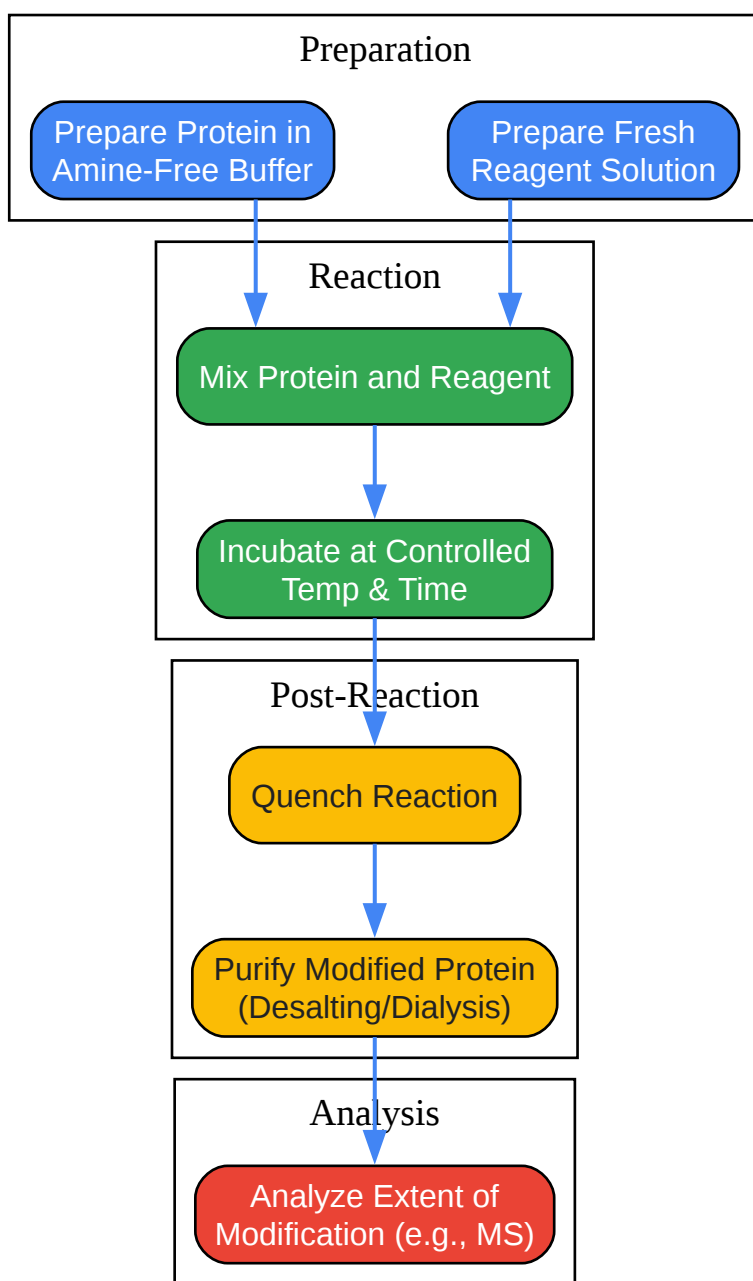 Preparation
Prepare Protein in
Amine-Free Buffer
Prepare Fresh
Reagent Solution
Reaction
Mix Protein and Reagent
Incubate at Controlled
Temp & Time
Post-Reaction
Quench Reaction
Purify Modified Protein
(Desalting/Dialysis)
Analysis
Analyze Extent of
Modification (e.g., MS)